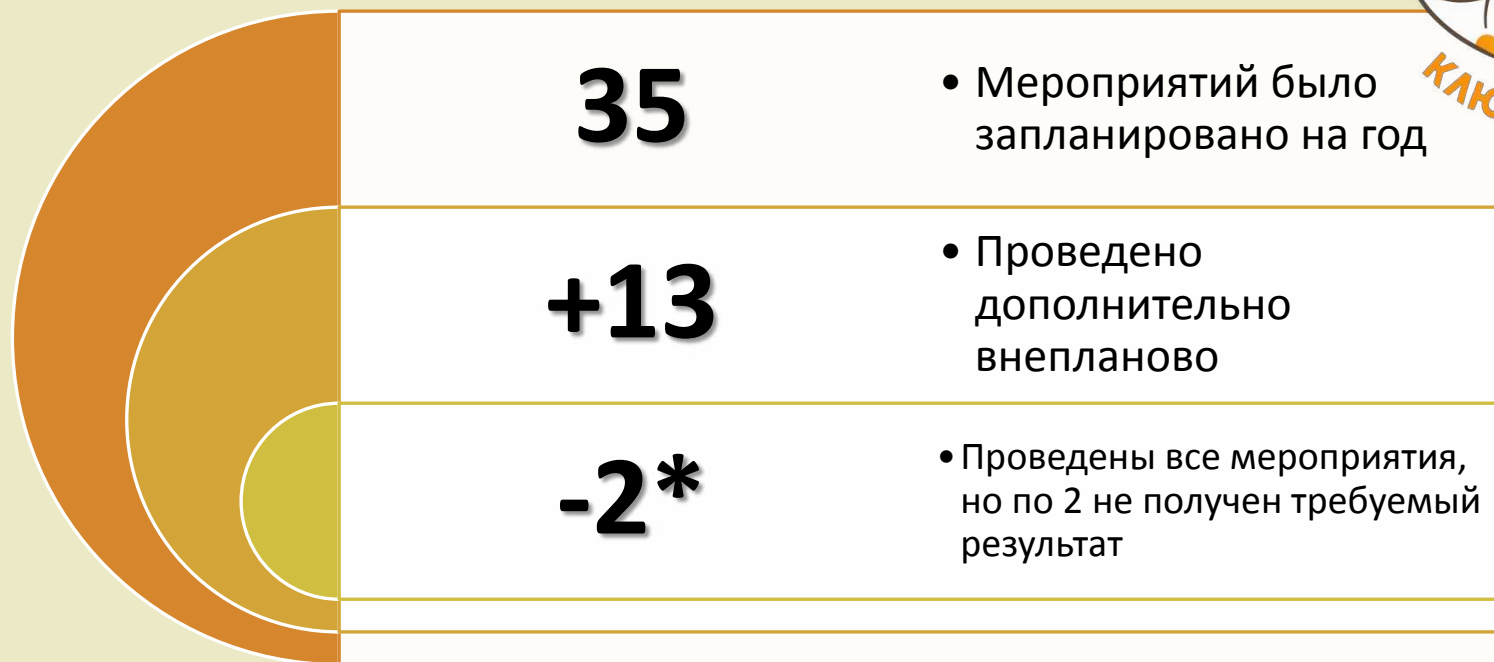 35
• Мероприятий было
запланировано на год
+13
• Проведено
дополнительно
внепланово
-2*
• Проведены все мероприятия,
но по 2 не получен требуемый
результат